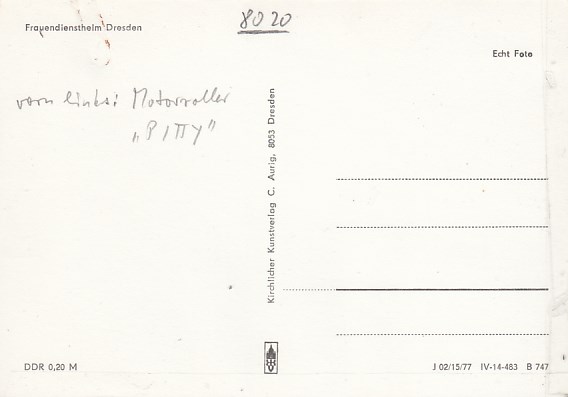 8020
Frauendienstheim Dresden
Echt Foto
vorn links: Motorroller
„PITTY"
Kirchlicher Kunstverlag C. Aurig, 8053 Dresden
DDR 0,20 M
J 02/15/77 IV-14-483 B 747